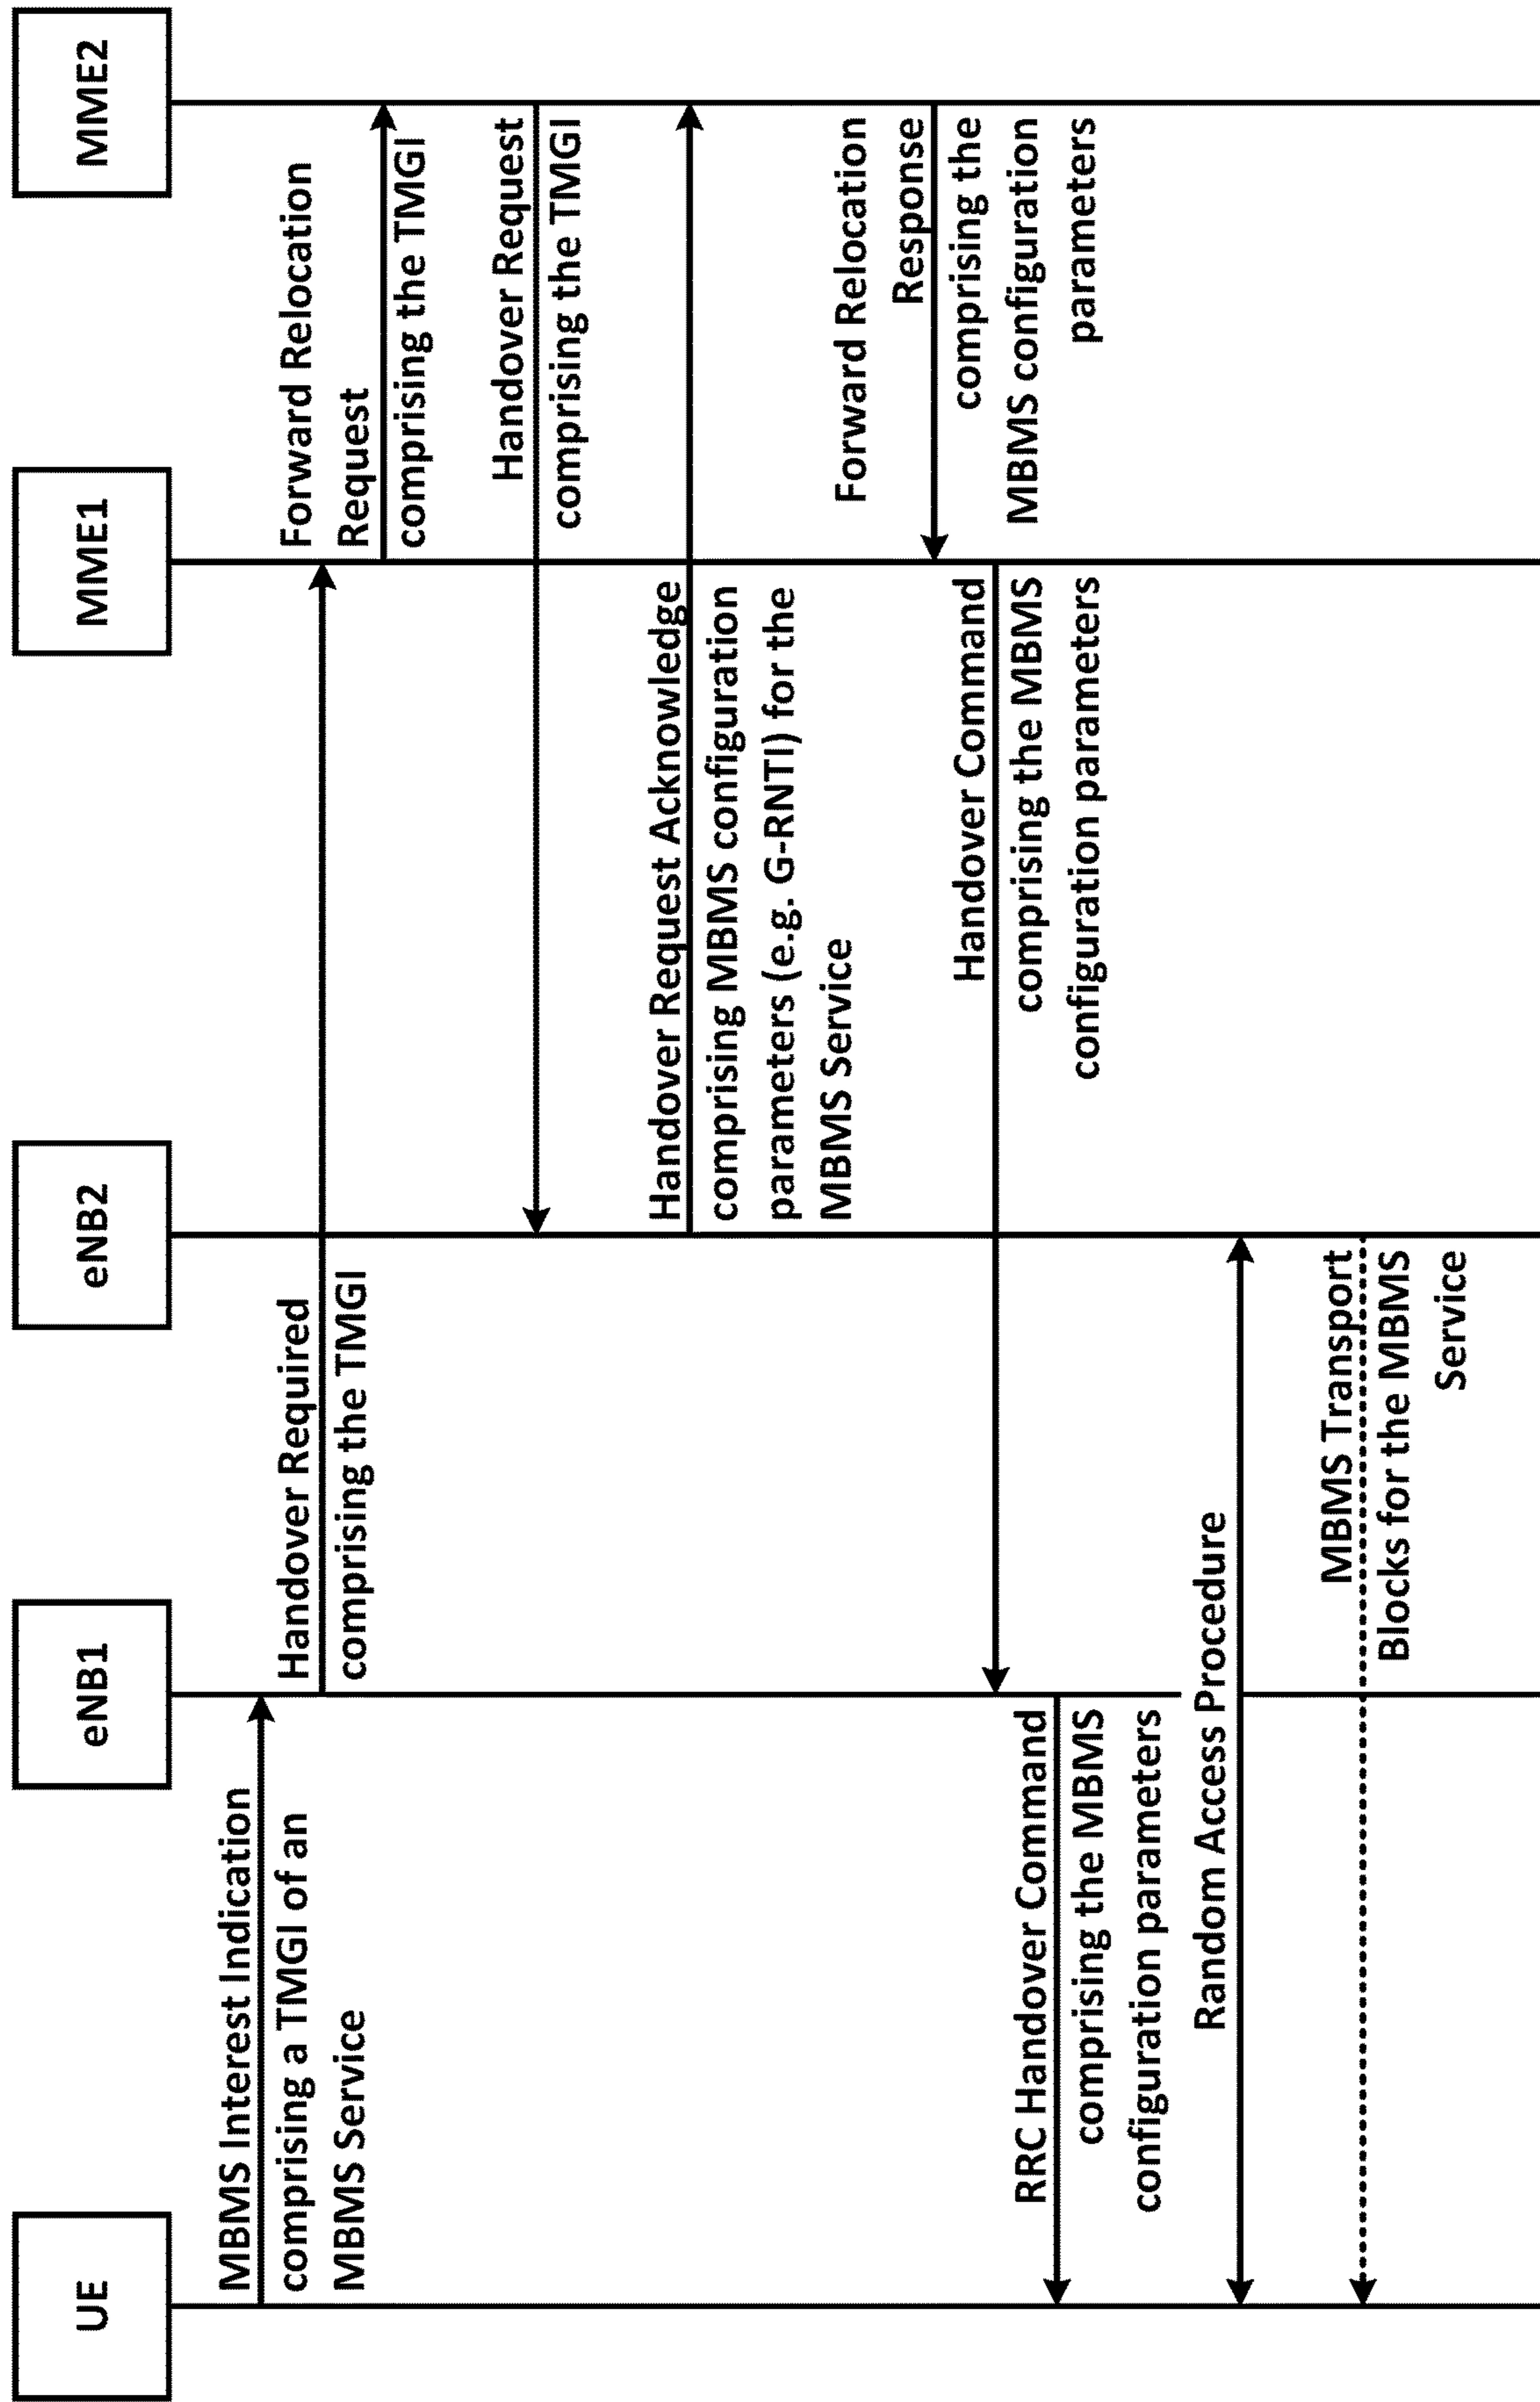 UE
eNB1
eNB2
MME1
MME2
MBMS Interest Indication
comprising a TMGI of an
MBMS Service
Handover Required
comprising the TMGI
Forward Relocation
Request
comprising the TMGI
Handover Request
comprising the TMGI
Handover Request Acknowledge
comprising MBMS configuration
parameters (e.g. G-RNTI) for the
MBMS Service
Forward Relocation
Response
comprising the
MBMS configuration
parameters
Handover Command
comprising the MBMS
configuration parameters
RRC Handover Command
comprising the MBMS
configuration parameters
Random Access Procedure
MBMS Transport
Blocks for the MBMS
Service